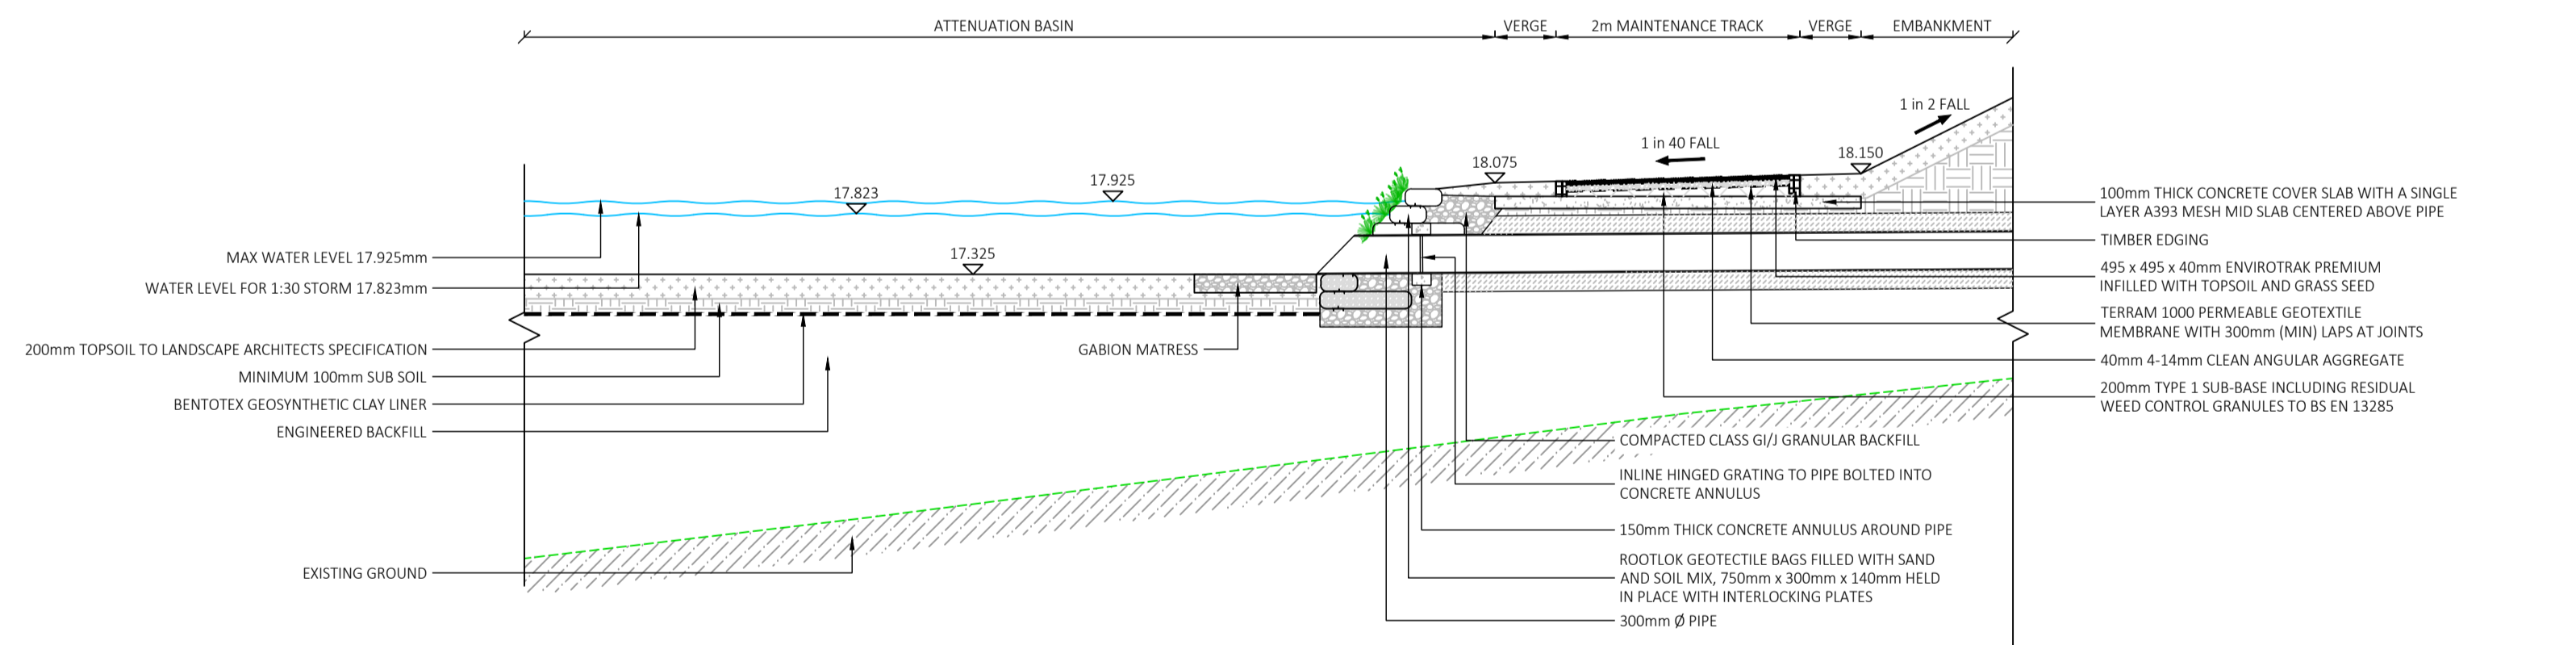 ATTENUATION BASIN
VERGE
2m MAINTENANCE TRACK
VERGE
EMBANKMENT
1 in 2 FALL
1 in 40 FALL
18.150
18.075
17.925
17.823
17.325
MAX WATER LEVEL 17.925mm
WATER LEVEL FOR 1:30 STORM 17.823mm
200mm TOPSOIL TO LANDSCAPE ARCHITECTS SPECIFICATION
MINIMUM 100mm SUB SOIL
BENTOTEX GEOSYNTHETIC CLAY LINER
ENGINEERED BACKFILL
EXISTING GROUND
GABION MATRESS
100mm THICK CONCRETE COVER SLAB WITH A SINGLE
LAYER A393 MESH MID SLAB CENTERED ABOVE PIPE
TIMBER EDGING
495 x 495 x 40mm ENVIROTRAK PREMIUM
INFILLED WITH TOPSOIL AND GRASS SEED
TERRAM 1000 PERMEABLE GEOTEXTILE
MEMBRANE WITH 300mm (MIN) LAPS AT JOINTS
40mm 4-14mm CLEAN ANGULAR AGGREGATE
200mm TYPE 1 SUB-BASE INCLUDING RESIDUAL
WEED CONTROL GRANULES TO BS EN 13285
COMPACTED CLASS GI/J GRANULAR BACKFILL
INLINE HINGED GRATING TO PIPE BOLTED INTO
CONCRETE ANNULUS
150mm THICK CONCRETE ANNULUS AROUND PIPE
ROOTLOK GEOTECTILE BAGS FILLED WITH SAND
AND SOIL MIX, 750mm x 300mm x 140mm HELD
IN PLACE WITH INTERLOCKING PLATES
300mm Ø PIPE